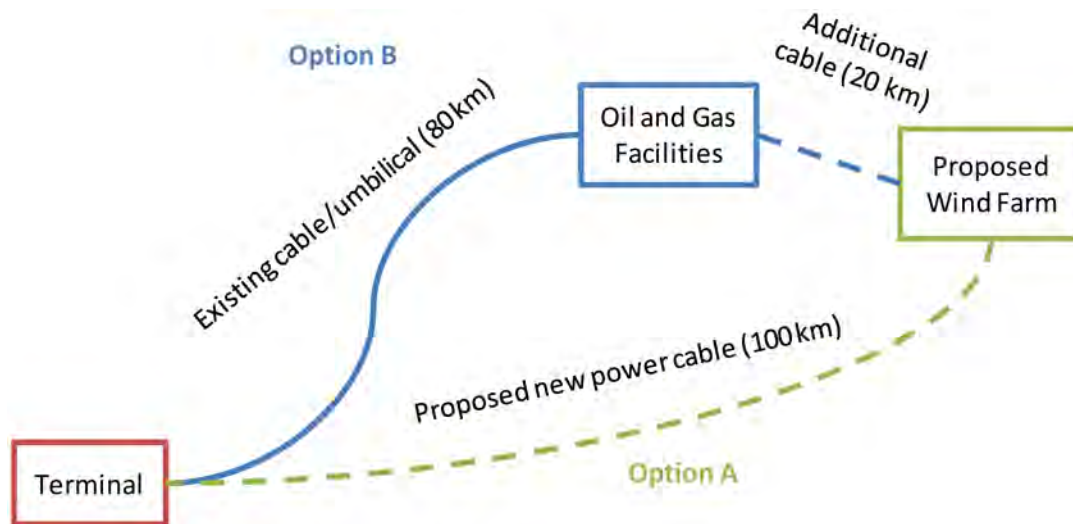 Option B
Additional
cable (20 km)
Existing cable/umbilical (80 km)
Oil and Gas
Facilities
Proposed
Wind Farm
Proposed new power cable (100 km)
Terminal
Option A